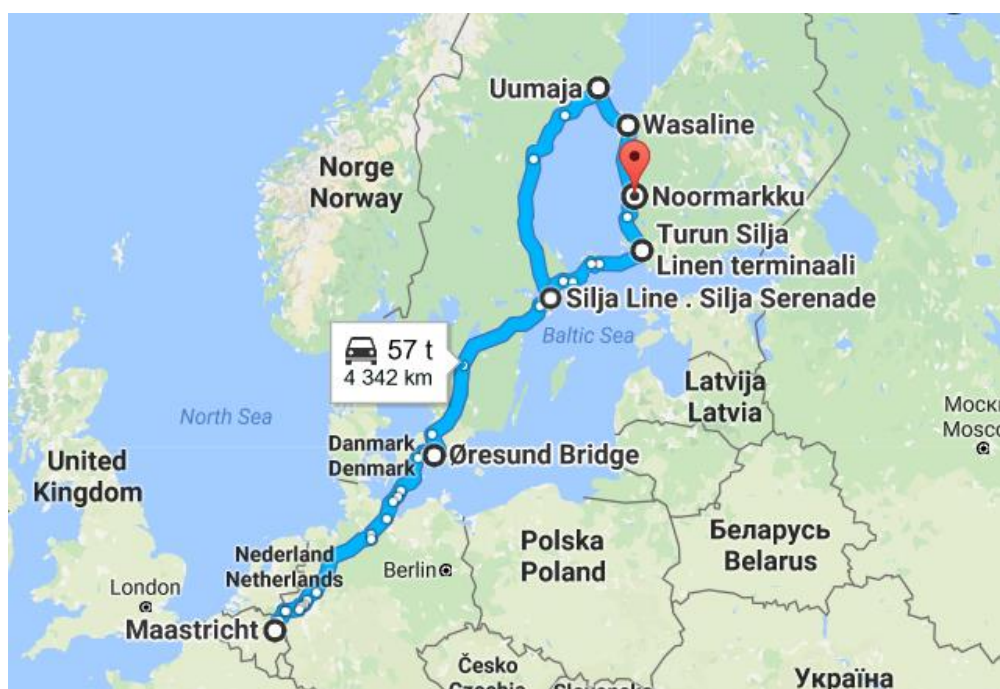 Uumaja
Wasaline
Norge
Norway
Noormarkku
Turun Silja
Linen terminaali
Silja Line . Silja Serenade
57 t
4 342 km
Baltic Sea
Latvija
Latvia
North Sea
Danmark
Denmark
Øresund Bridge
United
Kingdom
Беларусь
Belarus
Polska
Poland
Nederland
Netherlands
Berlin
London
Maastricht
Česko
Україна